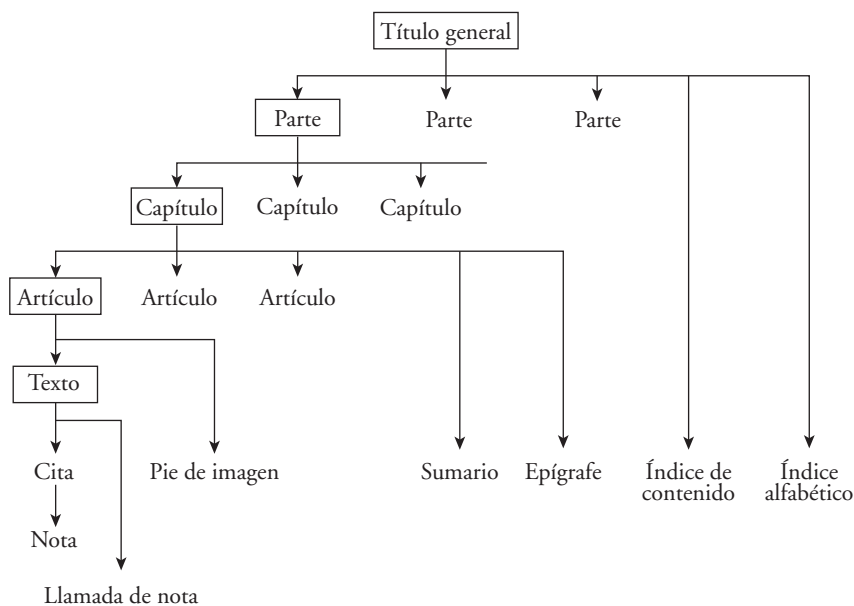 Título general
Parte
Parte
Parte
Capítulo
Capítulo
Capítulo
Artículo
Artículo
Artículo
Texto
Cita
Pie de imagen
Sumario
Epígrafe
Índice de
contenido
Índice
alfabético
Nota
Llamada de nota